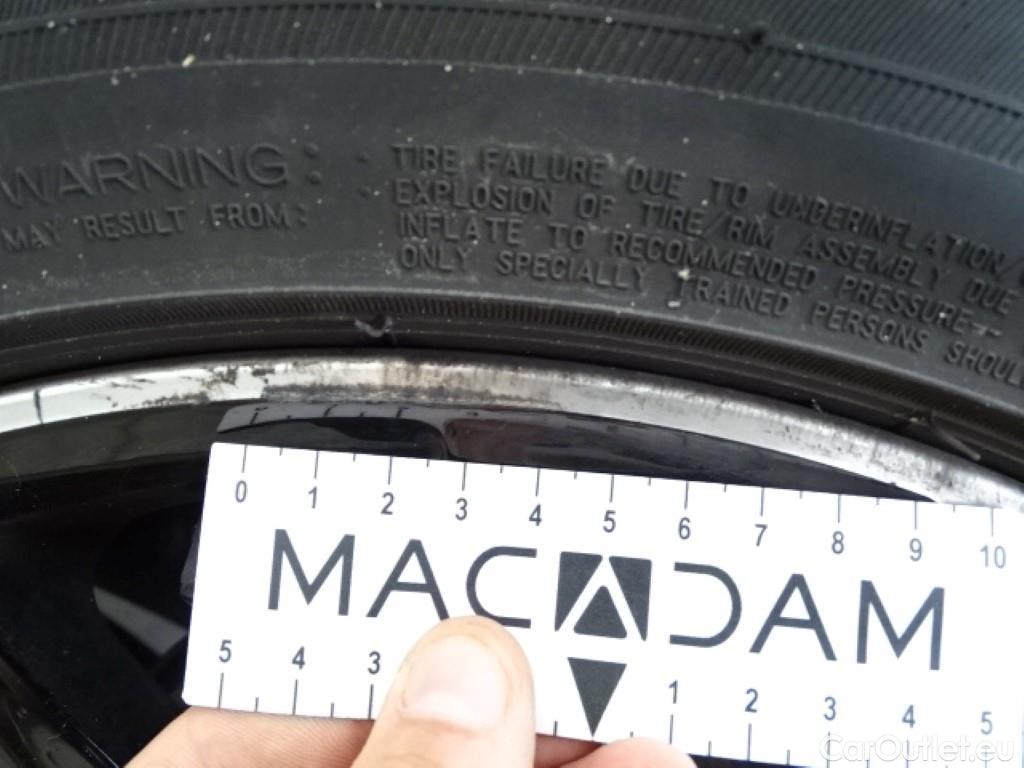 WARNING:
MAY RESULT FROM:
· TIRE FAILURE DUE TO UNDERINFLATION/
· EXPLOSION OF TIRE/RIM ASSEMBLY DUE
INFLATE TO RECOMMENDED PRESSURE--
ONLY SPECIALLY TRAINED PERSONS SHOUL
0 1 2 3 4 5 6 7 8 9 10
MACADAM
5 4 3 1 2 3 4 5
CarOutlet.eu